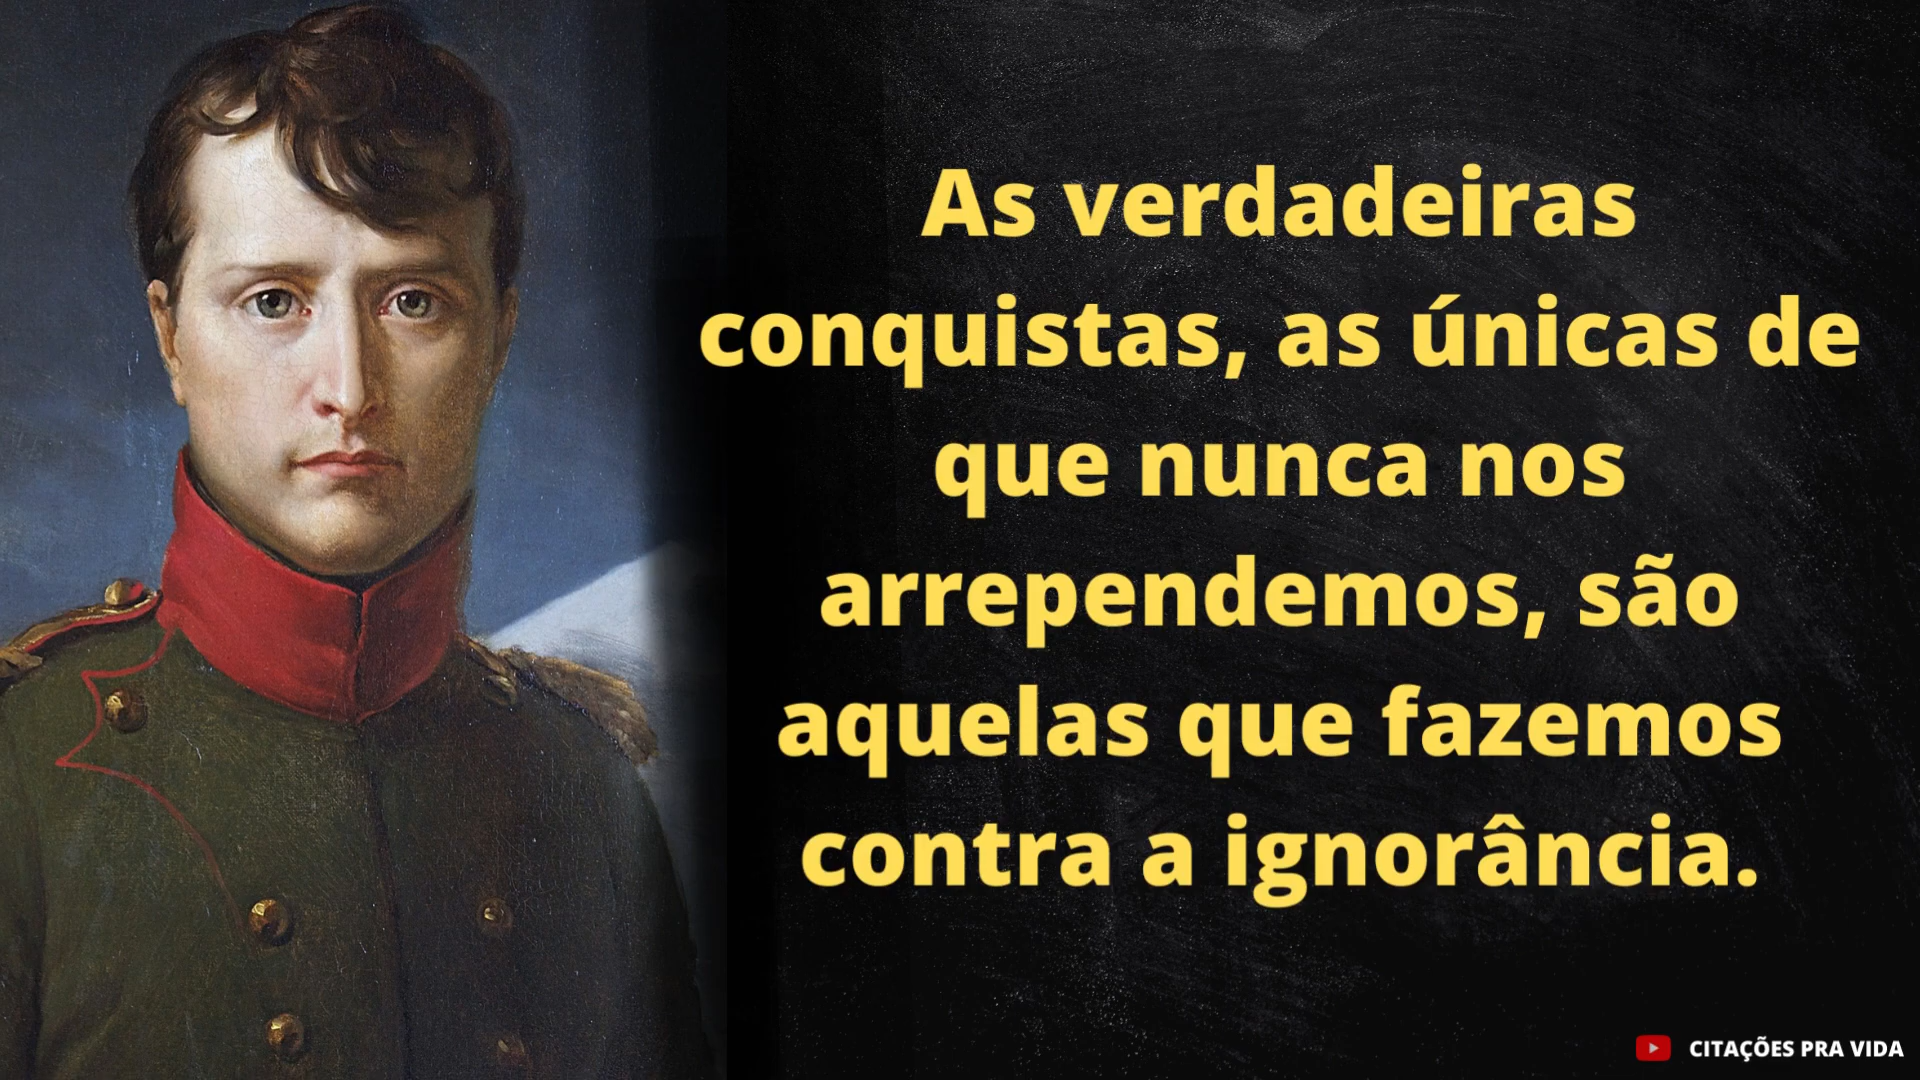 As verdadeiras
conquistas, as únicas de
que nunca nos
arrependemos, são
aquelas que fazemos
contra a ignorância.
CITAÇÕES PRA VIDA